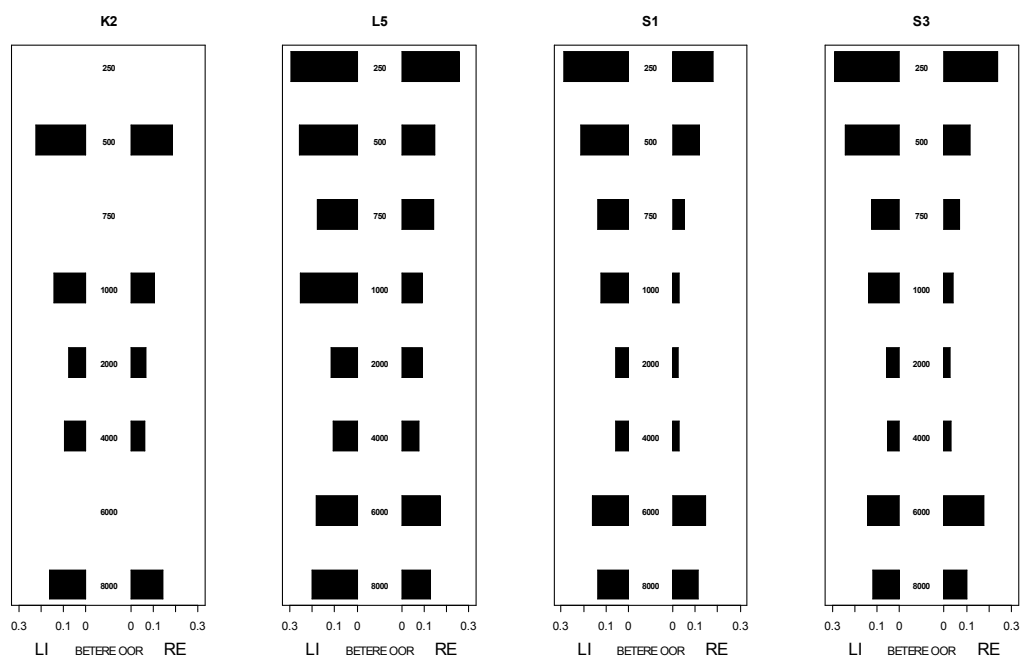 K2 L5 S1 S3
250 250 250 250
500 500 500 500
750 750 750 750
1000 1000 1000 1000
2000 2000 2000 2000
4000 4000 4000 4000
6000 6000 6000 6000
8000 8000 8000 8000
0.3 0.1 0 0 0.1 0.3 0.3 0.1 0 0 0.1 0.3 0.3 0.1 0 0 0.1 0.3 0.3 0.1 0 0 0.1 0.3
LI BETERE OOR RE LI BETERE OOR RE LI BETERE OOR RE LI BETERE OOR RE